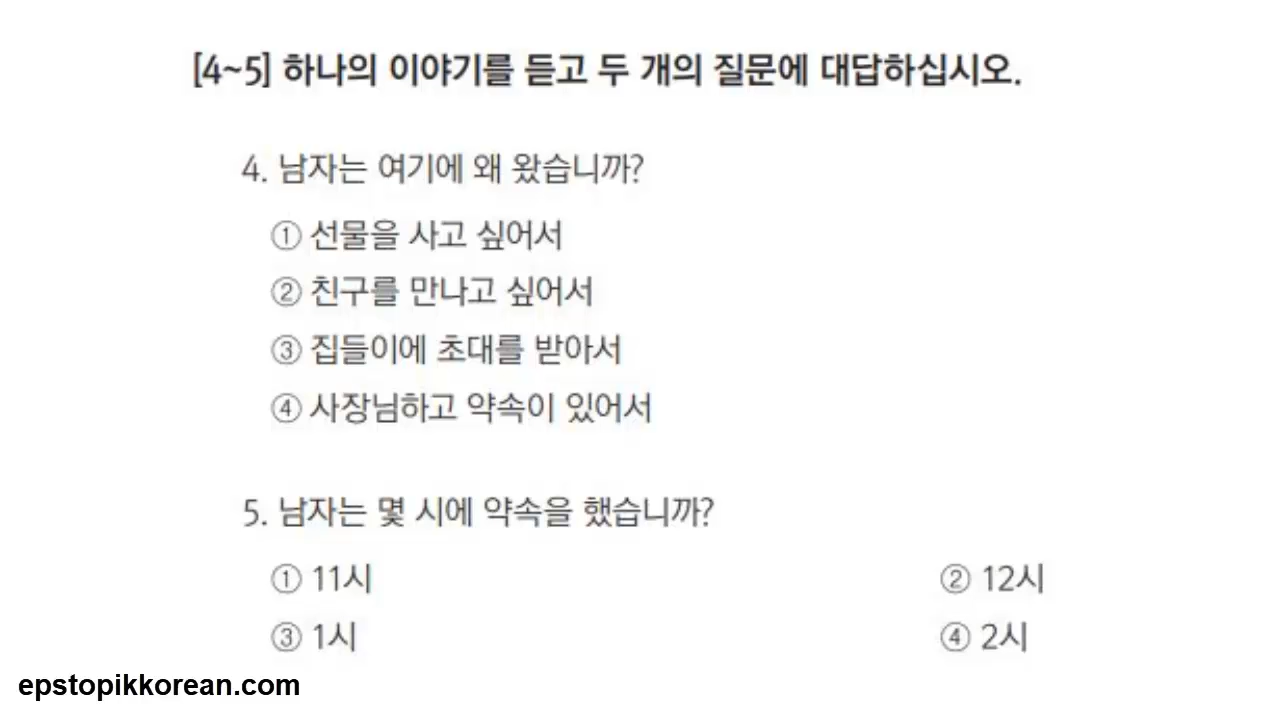 [4~5] 하나의 이야기를 듣고 두 개의 질문에 대답하십시오.
4. 남자는 여기에 왜 왔습니까?
① 선물을 사고 싶어서
② 친구를 만나고 싶어서
③ 집들이에 초대를 받아서
④ 사장님하고 약속이 있어서
5. 남자는 몇 시에 약속을 했습니까?
① 11시 ② 12시
③ 1시 ④ 2시
epstopikkorean.com